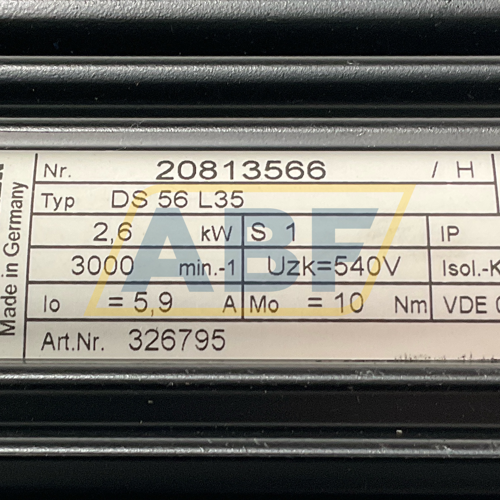 Made in Germany
Nr. 20813566 / H
Typ DS 56 L35
2,6 kW S 1 IP
3000 min.-1 Uzk=540V Isol.-K
Io = 5,9 A Mo = 10 Nm VDE 0
Art.Nr. 326795
ABF